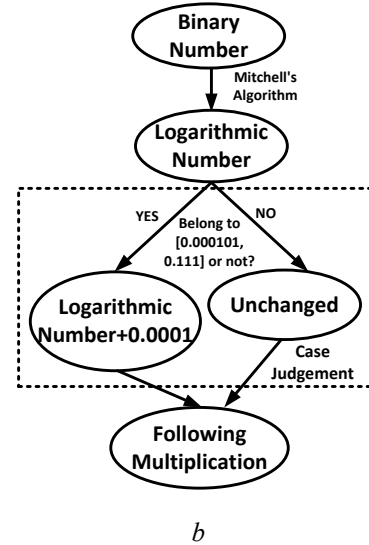 Binary
Number
Mitchell's
Algorithm
Logarithmic
Number
YES
NO
Belong to
[0.000101,
0.111] or not?
Logarithmic
Number+0.0001
Unchanged
Case
Judgement
Following
Multiplication
b